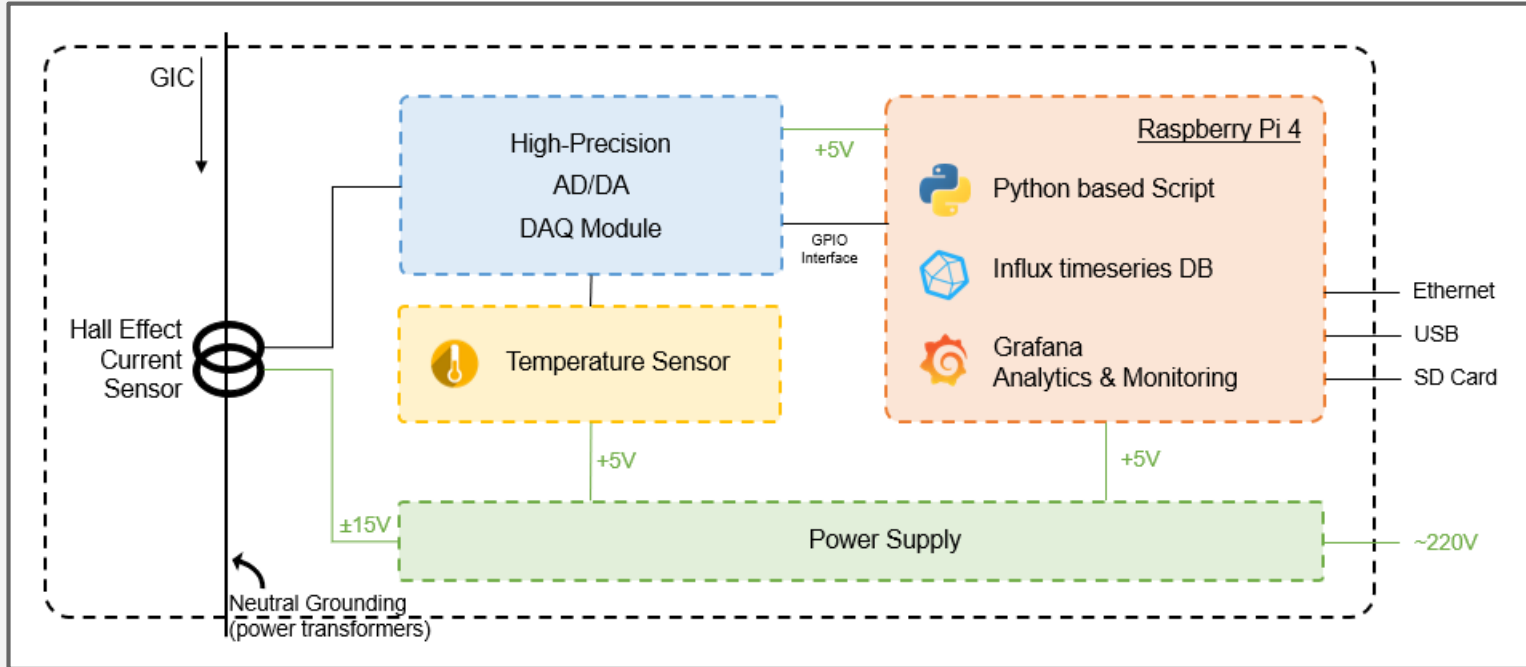 GIC
High-Precision
AD/DA
DAQ Module
+5V
GPIO
Interface
Raspberry Pi 4
Python based Script
Influx timeseries DB
Grafana
Analytics & Monitoring
Ethernet
USB
SD Card
Hall Effect
Current
Sensor
Temperature Sensor
+5V
+5V
±15V
Power Supply
~220V
Neutral Grounding
(power transformers)